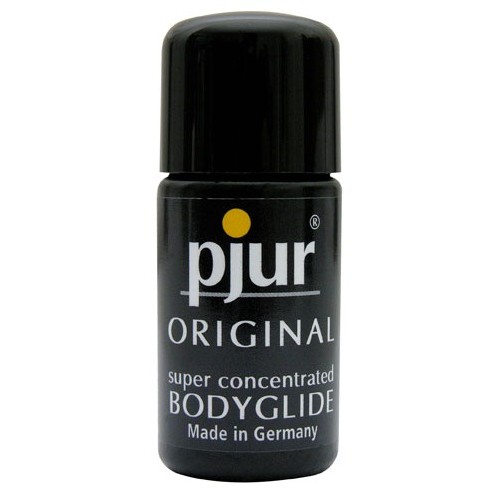 pjur®
ORIGINAL
super concentrated
BODYGLIDE
Made in Germany